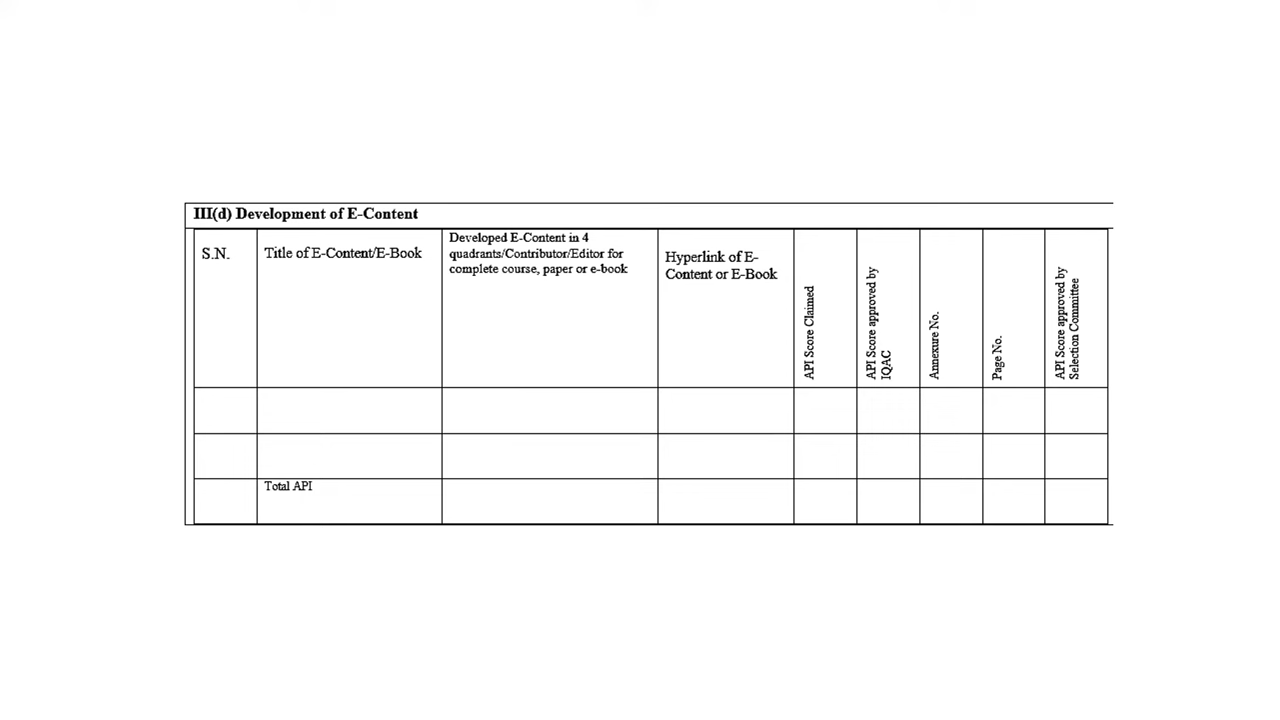 III(d) Development of E-Content
S.N.
Title of E-Content/E-Book
Developed E-Content in 4
quadrants/Contributor/Editor for
complete course, paper or e-book
Hyperlink of E-
Content or E-Book
API Score Claimed
API Score approved by
IQAC
Annexure No.
Page No.
API Score approved by
Selection Committee
Total API